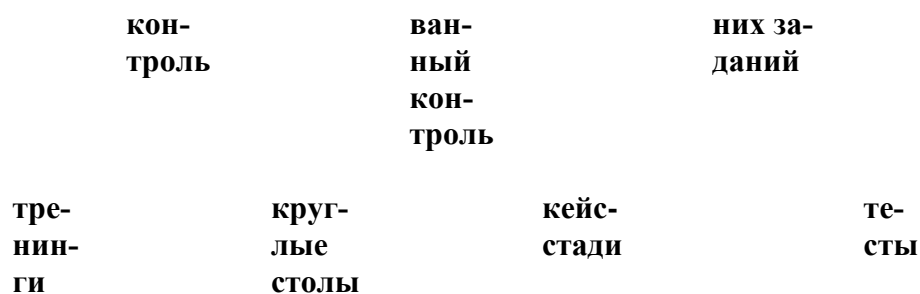 кон-
троль
ван-
ный
кон-
троль
них за-
даний
тре-
нин-
ги
круг-
лые
столы
кейс-
стади
те-
сты